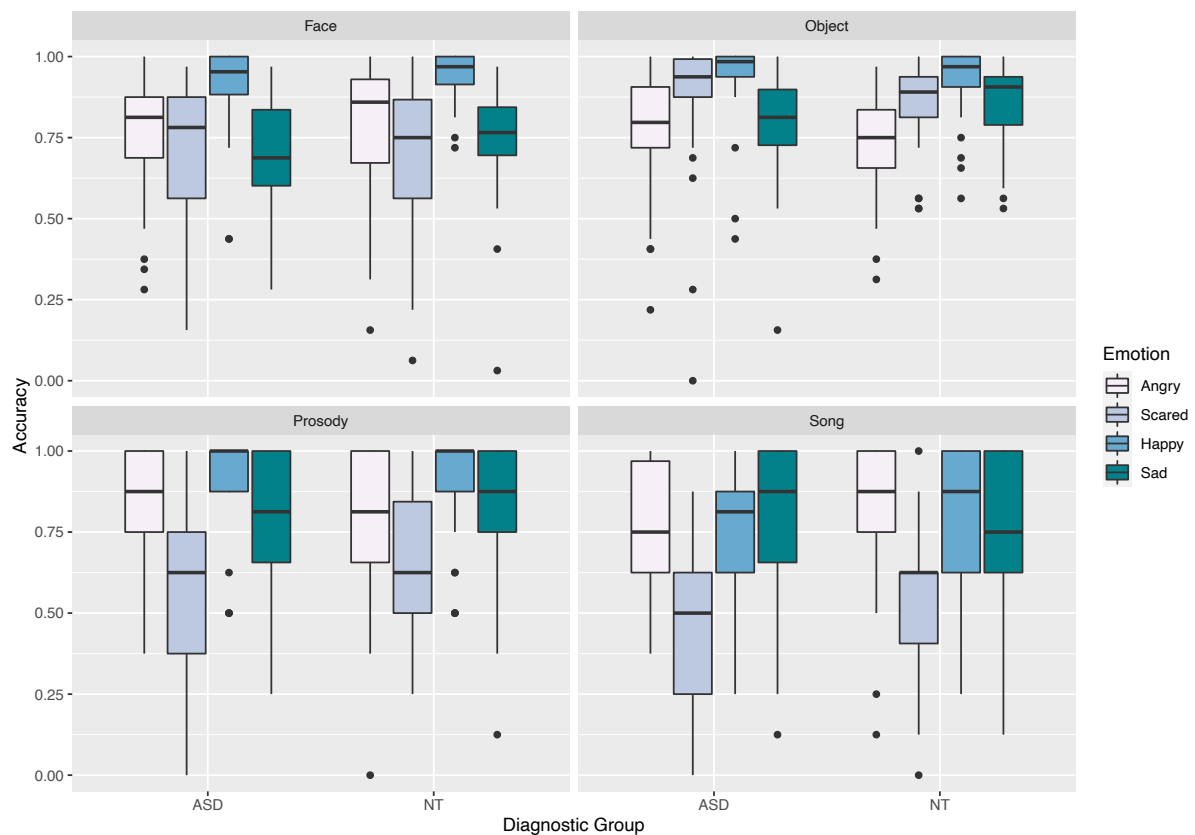 Face
Object
1.00
0.75
0.50
0.25
0.00
Prosody
Song
1.00
0.75
0.50
0.25
0.00
Accuracy
ASD
NT
ASD
NT
Diagnostic Group
Emotion
Angry
Scared
Happy
Sad